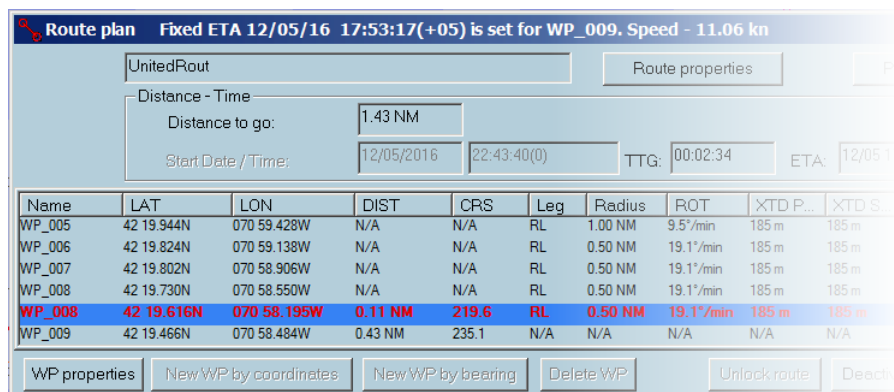 Route plan Fixed ETA 12/05/16 17:53:17(+05) is set for WP_009. Speed - 11.06 kn
UnitedRout Route properties
Distance - Time
Distance to go: 1.43 NM
Start Date / Time: 12/05/2016 22:43:40(0) TTG: 00:02:34 ETA: 12/05
Name LAT LON DIST CRS Leg Radius ROT XTD P... XTD S
WP_005 42 19.944N 070 59.428W N/A N/A RL 1.00 NM 9.5°/min 185 m 185 m
WP_006 42 19.824N 070 59.138W N/A N/A RL 0.50 NM 19.1°/min 185 m 185 m
WP_007 42 19.802N 070 58.906W N/A N/A RL 0.50 NM 19.1°/min 185 m 185 m
WP_008 42 19.730N 070 58.550W N/A N/A RL 0.50 NM 19.1°/min 185 m 185 m
WP_008 42 19.616N 070 58.195W 0.11 NM 219.6 RL 0.50 NM 19.1°/min 185 m 185 m
WP_009 42 19.466N 070 58.484W 0.43 NM 235.1 N/A N/A N/A N/A N/A
WP properties New WP by coordinates New WP by bearing Delete WP Unlock route Deact